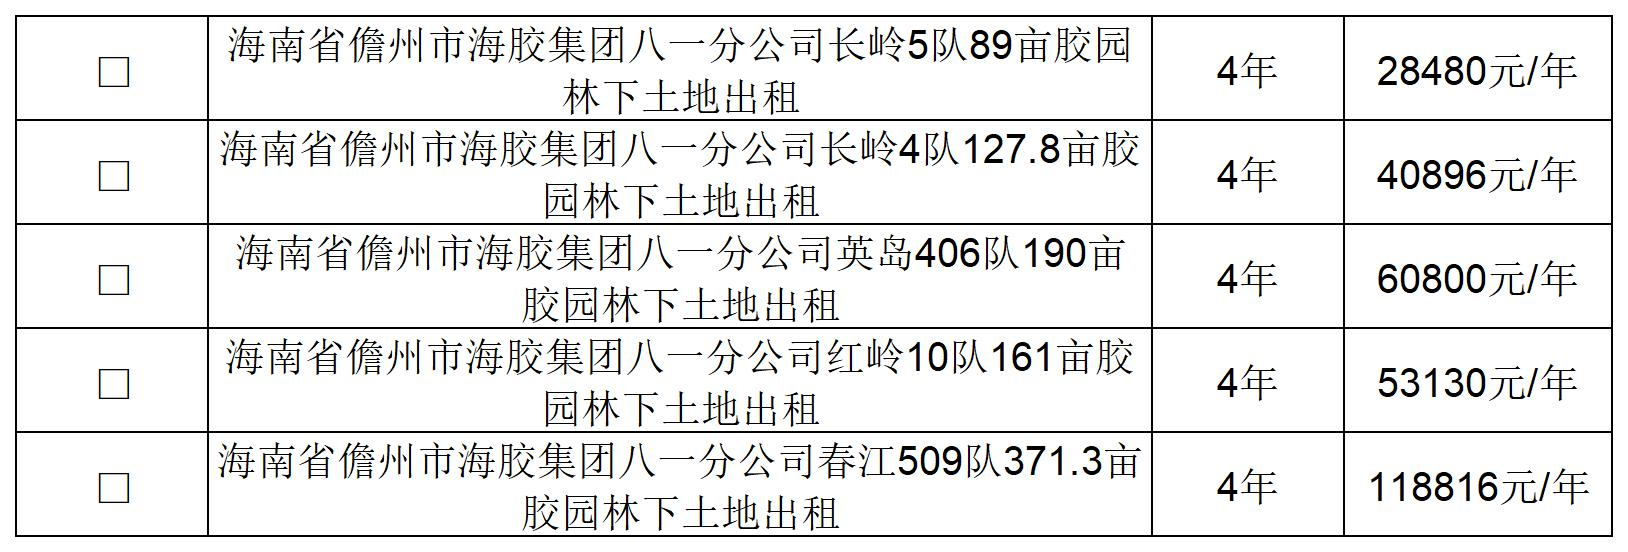 □
海南省儋州市海胶集团八一分公司长岭5队89亩胶园
林下土地出租
4年
28480元/年
□
海南省儋州市海胶集团八一分公司长岭4队127.8亩胶
园林下土地出租
4年
40896元/年
□
海南省儋州市海胶集团八一分公司英岛406队190亩
胶园林下土地出租
4年
60800元/年
□
海南省儋州市海胶集团八一分公司红岭10队161亩胶
园林下土地出租
4年
53130元/年
□
海南省儋州市海胶集团八一分公司春江509队371.3亩
胶园林下土地出租
4年
118816元/年